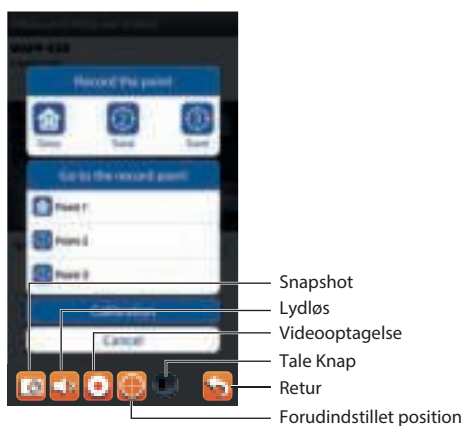 Record the point
Save Save Save
Go to the record point
Point 1
Point 2
Point 3
Calibration
Cancel
Snapshot
Lydløs
Videooptagelse
Tale Knap
Retur
Forudindstillet position